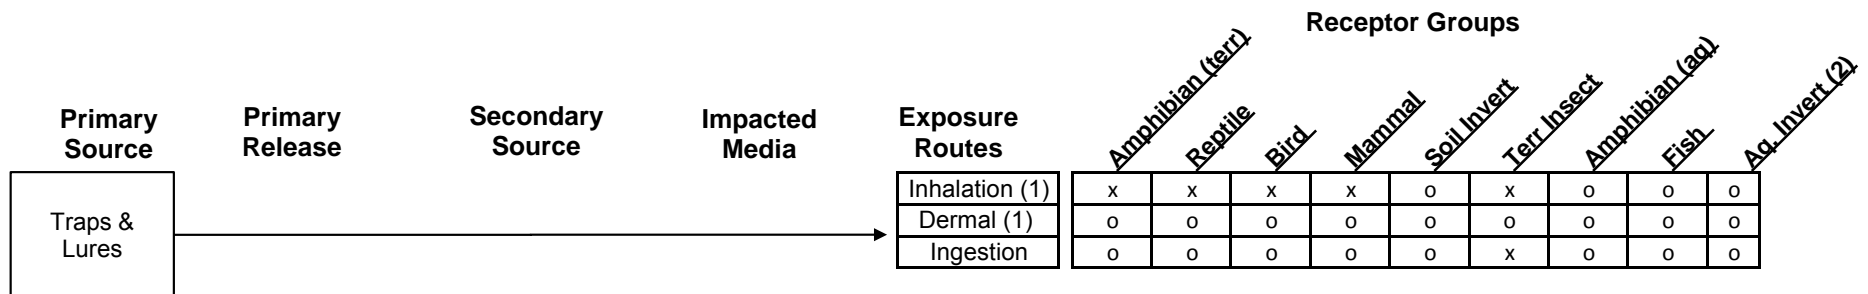 Receptor Groups
Primary
Source
Primary
Release
Secondary
Source
Impacted
Media
Exposure
Routes
Amphibian (terr)
Reptile
Bird
Mammal
Soil Invert
Terr Insect
Amphibian (aq)
Fish
Aq. Invert (2)
Traps &
Lures
Inhalation (1) x x x x o x o o o
Dermal (1) o o o o o o o o o
Ingestion o o o o o x o o o